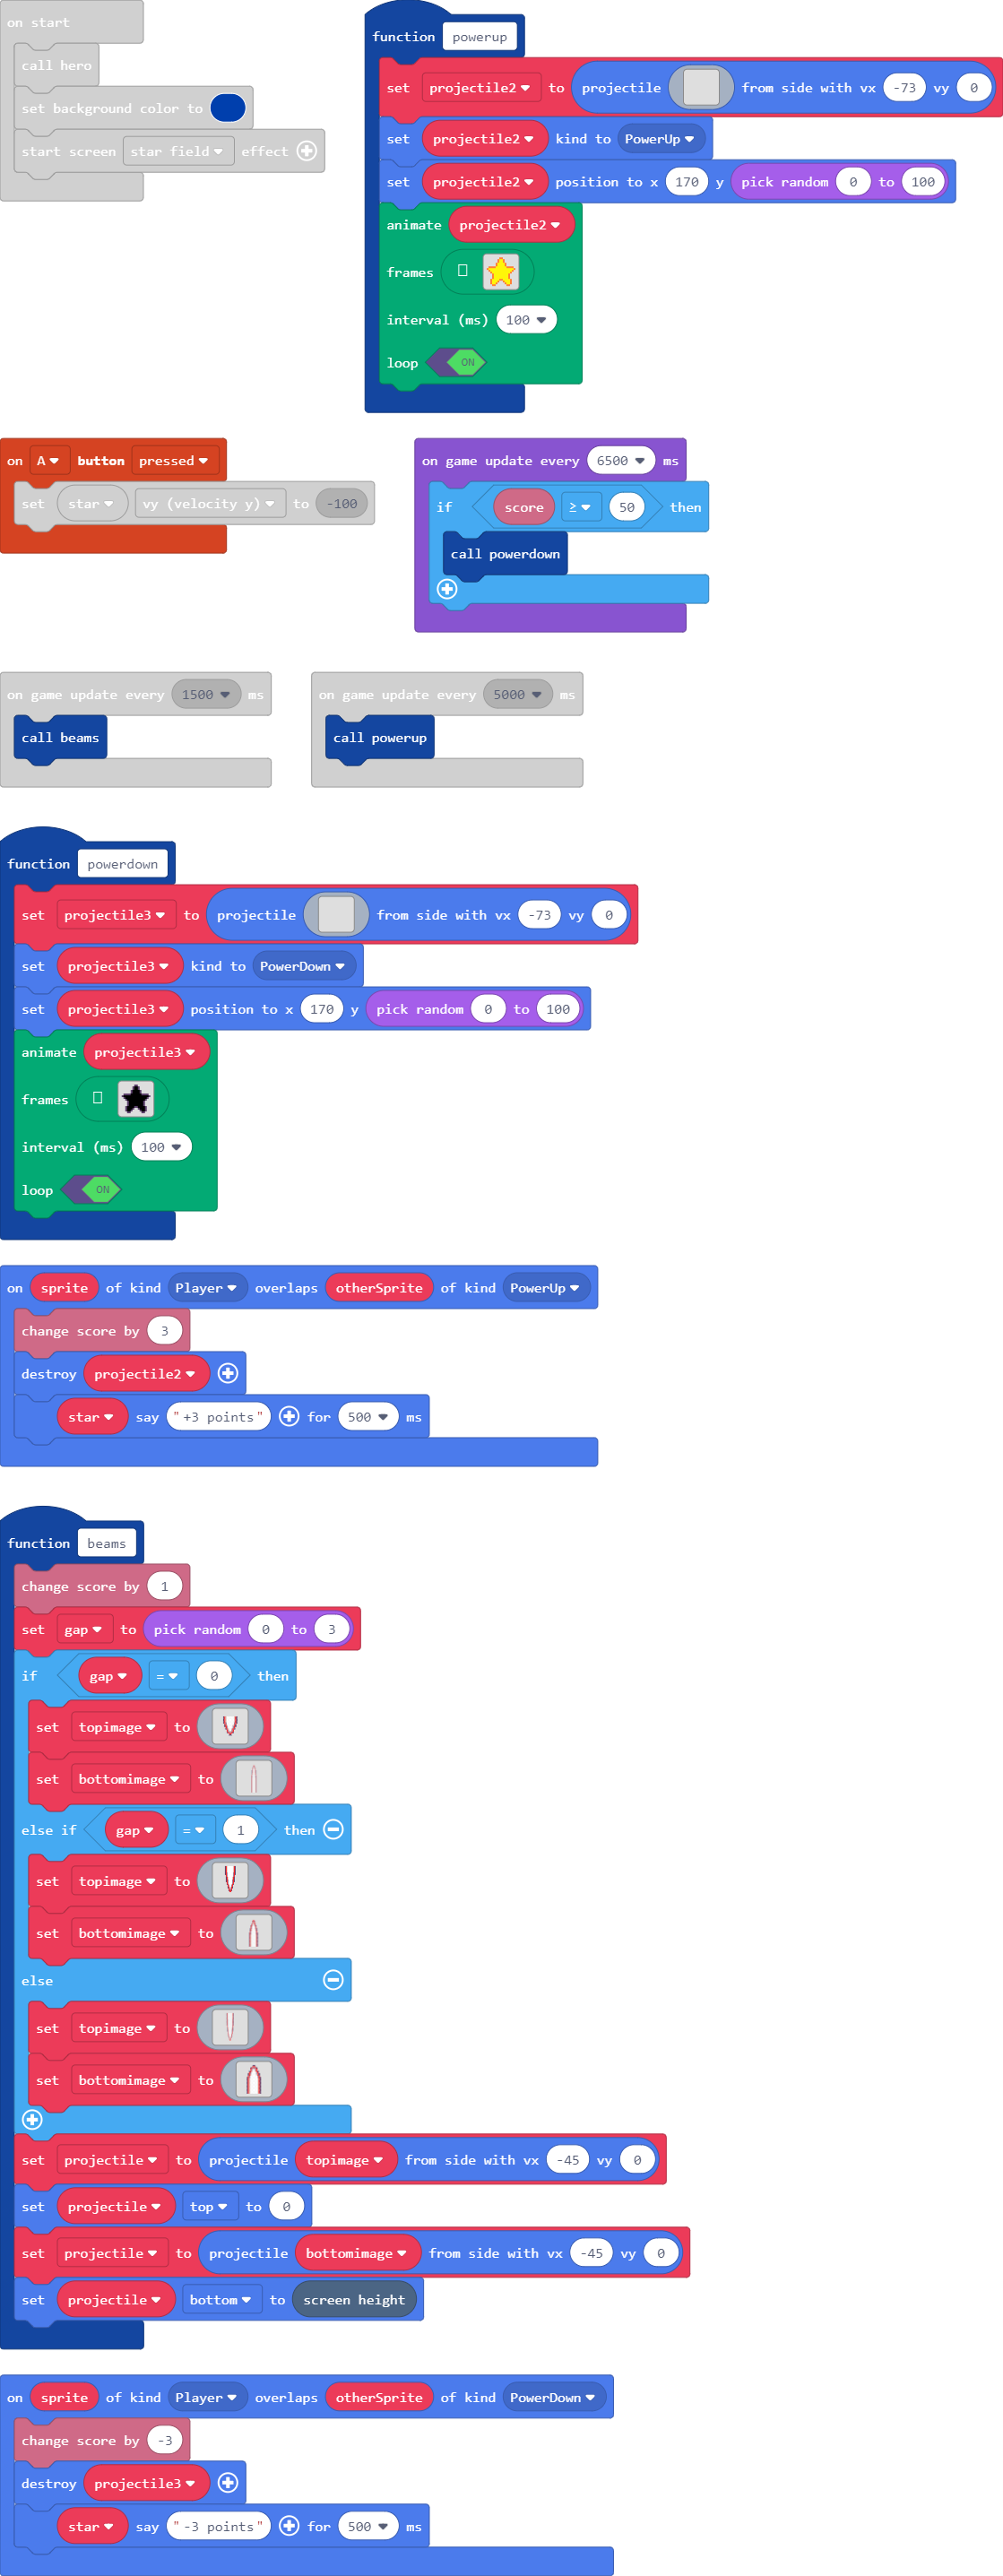 on start
call hero
set background color to
start screen star field effect
function powerup
set projectile2 to projectile from side with vx -73 vy 0
set projectile2 kind to PowerUp
set projectile2 position to x 170 y pick random 0 to 100
animate projectile2
frames
interval (ms) 100
loop ON
on A button pressed
set star vy (velocity y) to -100
on game update every 6500 ms
if score ≥ 50 then
call powerdown
on game update every 1500 ms
call beams
on game update every 5000 ms
call powerup
function powerdown
set projectile3 to projectile from side with vx -73 vy 0
set projectile3 kind to PowerDown
set projectile3 position to x 170 y pick random 0 to 100
animate projectile3
frames
interval (ms) 100
loop ON
on sprite of kind Player overlaps otherSprite of kind PowerUp
change score by 3
destroy projectile2
star say "+3 points" for 500 ms
function beams
change score by 1
set gap to pick random 0 to 3
if gap = 0 then
set topimage to
set bottomimage to
else if gap = 1 then
set topimage to
set bottomimage to
else
set topimage to
set bottomimage to
set projectile to projectile topimage from side with vx -45 vy 0
set projectile top to 0
set projectile to projectile bottomimage from side with vx -45 vy 0
set projectile bottom to screen height
on sprite of kind Player overlaps otherSprite of kind PowerDown
change score by -3
destroy projectile3
star say "-3 points" for 500 ms